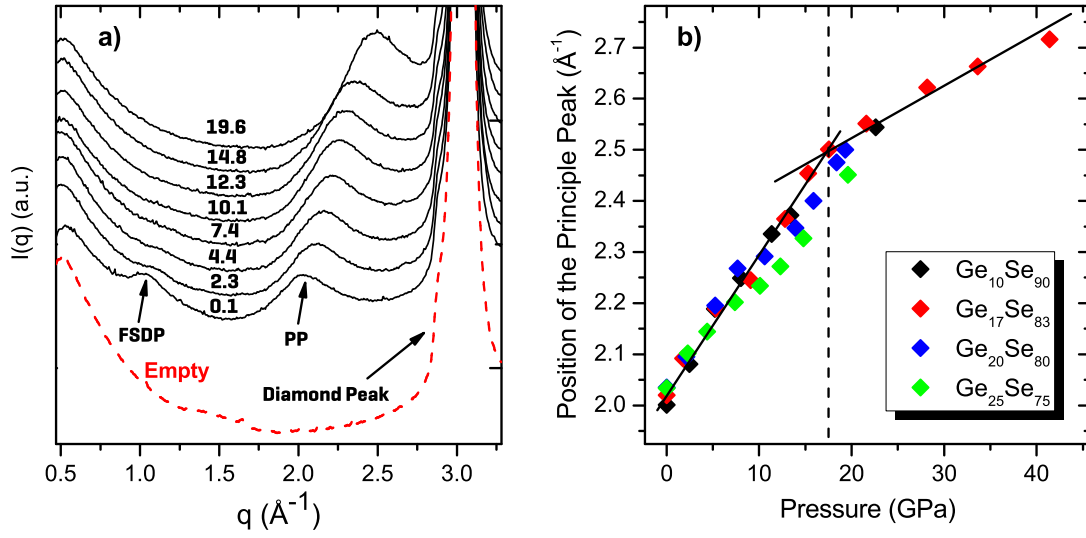 a)
I(q) (a.u.)
19.6
14.8
12.3
10.1
7.4
4.4
2.3
0.1
FSDP
PP
Empty
Diamond Peak
0.5 1.0 1.5 2.0 2.5 3.0
q (Å⁻¹)
b)
Position of the Principle Peak (Å⁻¹)
2.7
2.6
2.5
2.4
2.3
2.2
2.1
2.0
Ge₁₀Se₉₀
Ge₁₇Se₈₃
Ge₂₀Se₈₀
Ge₂₅Se₇₅
0 10 20 30 40
Pressure (GPa)